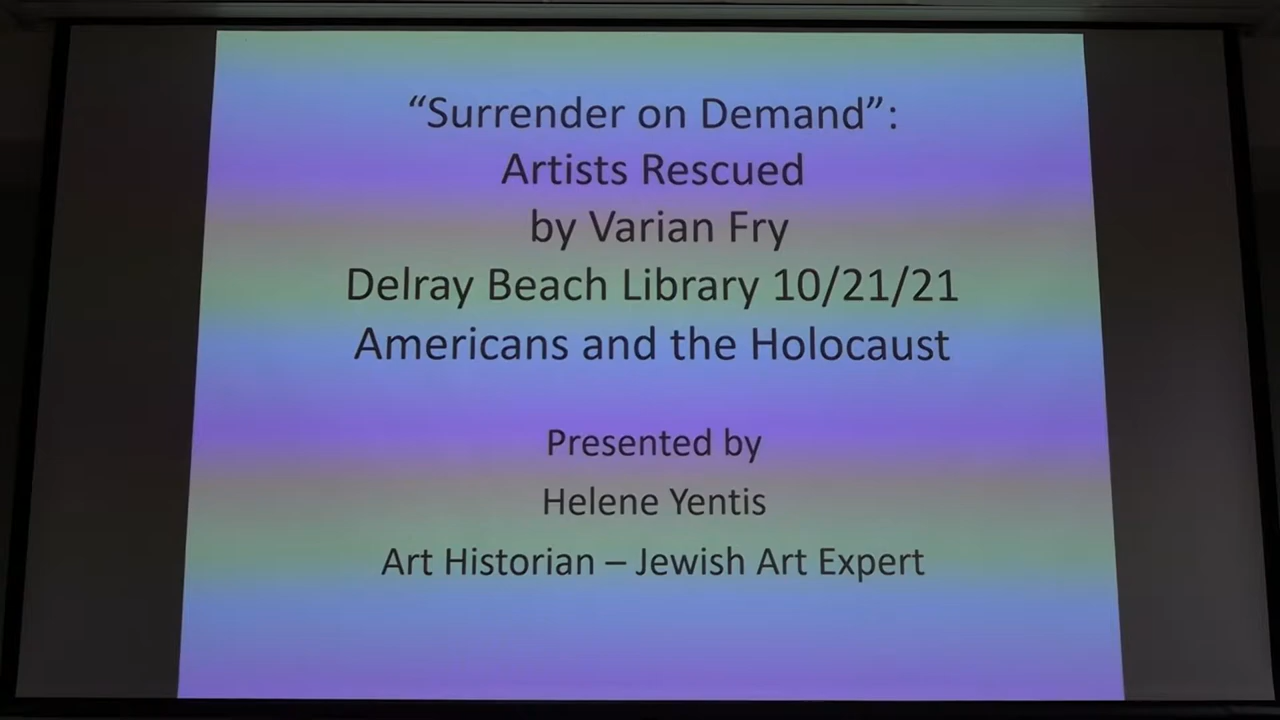 “Surrender on Demand”:
Artists Rescued
by Varian Fry
Delray Beach Library 10/21/21
Americans and the Holocaust
Presented by
Helene Yentis
Art Historian – Jewish Art Expert